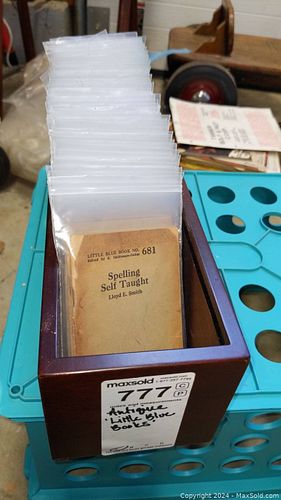 LITTLE BLUE BOOK NO. 681
Edited by E. Haldeman-Julius
Spelling
Self Taught
Lloyd E. Smith
maxsold
777
C
P
Antique
"Little Blue
Books"
Copyright © 2024 - MaxSold.com